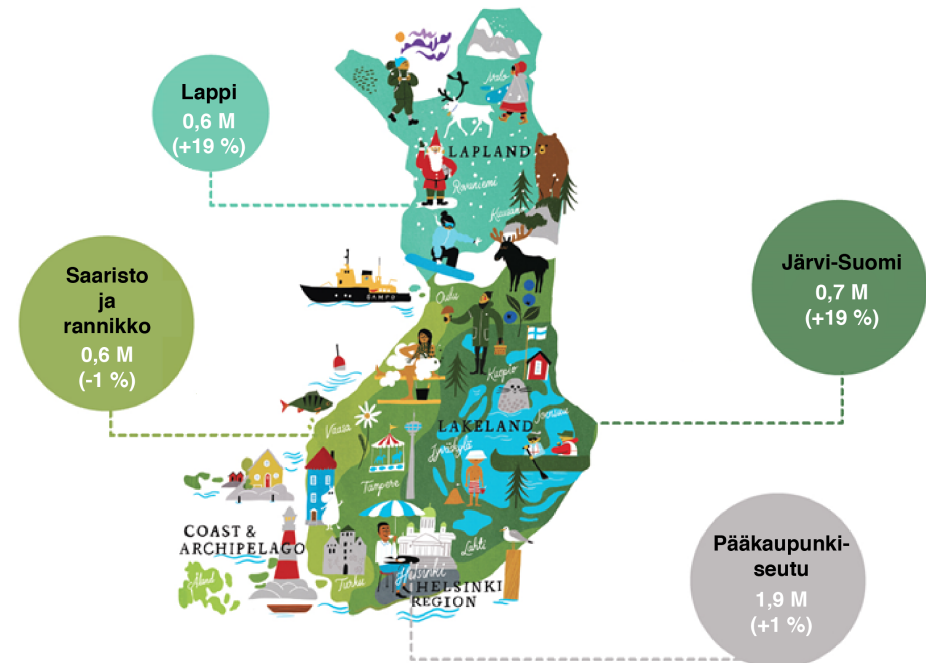 Lappi
0,6 M
(+19 %)
Saaristo
ja
rannikko
0,6 M
(-1 %)
Järvi-Suomi
0,7 M
(+19 %)
Pääkaupunki-
seutu
1,9 M
(+1 %)
LAPLAND
Rovaniemi
Kuusamo
SAMPO
Oulu
Kuopio
Joensuu
LAKELAND
Vaasa
Jyväskylä
Tampere
COAST &
ARCHIPELAGO
Lahti
Åland
Turku
Helsinki
HELSINKI
REGION